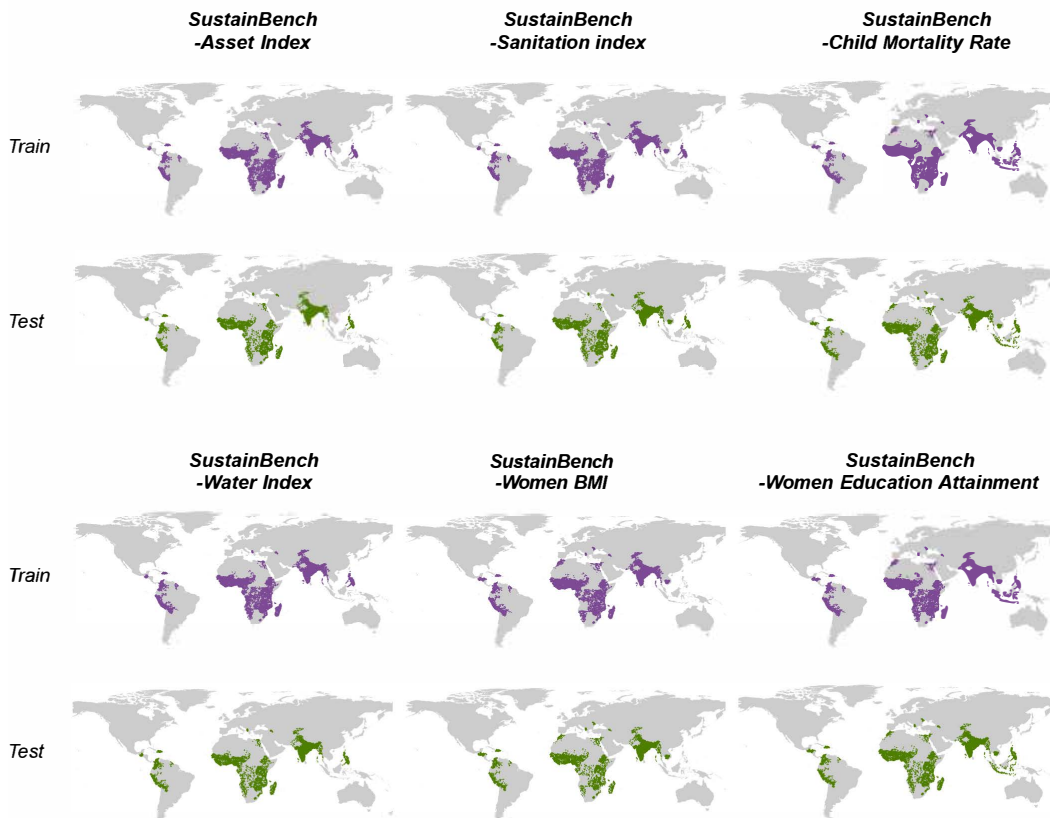 SustainBench
-Asset Index
SustainBench
-Sanitation index
SustainBench
-Child Mortality Rate
Train
Test
SustainBench
-Water Index
SustainBench
-Women BMI
SustainBench
-Women Education Attainment
Train
Test